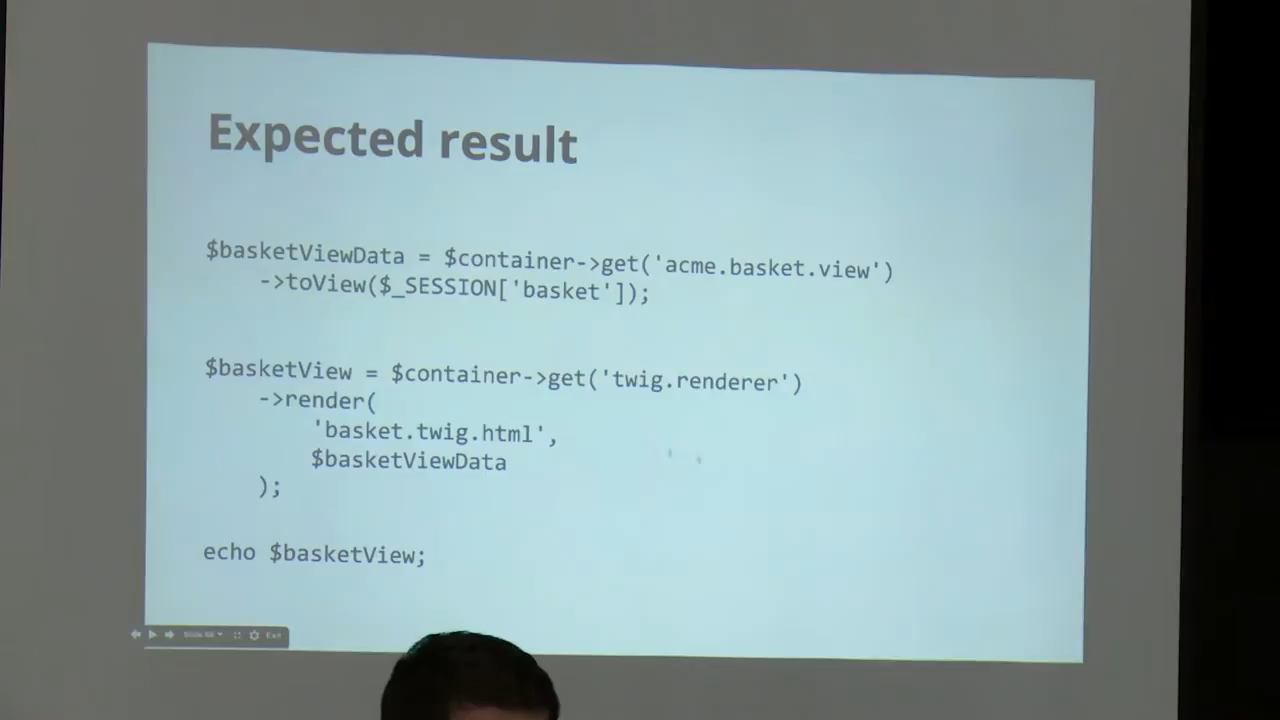 Expected result
$basketViewData = $container->get('acme.basket.view')
->toView($_SESSION['basket']);
$basketView = $container->get('twig.renderer')
->render(
'basket.twig.html',
$basketViewData
);
echo $basketView;
Exit